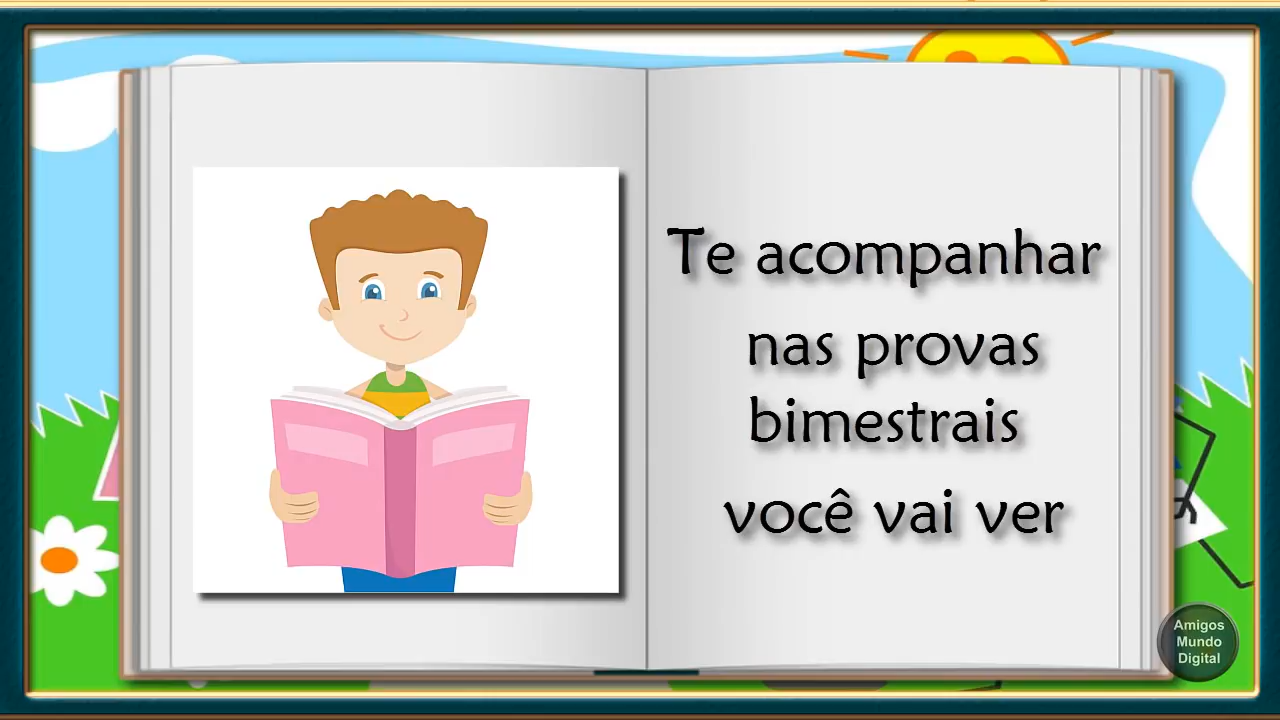 Te acompanhar
nas provas
bimestrais
você vai ver
Amigos
Mundo
Digital